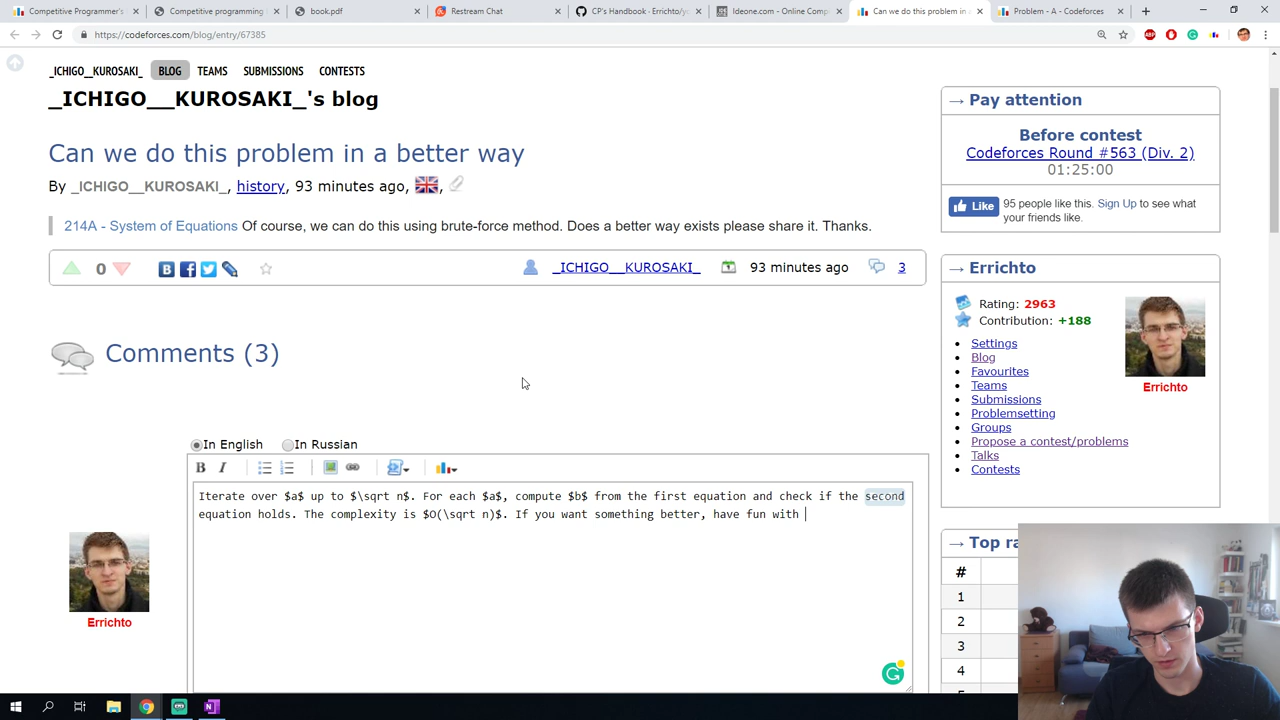 Competitive Programmer's
Competitive programming
book.pdf
Restream Chat
CP's Handbook - Errichto/yo
Ideone.com - Online Comp
Can we do this problem in a
Problem - A - Codeforces
https://codeforces.com/blog/entry/67385
_ICHIGO__KUROSAKI_ BLOG TEAMS SUBMISSIONS CONTESTS
_ICHIGO__KUROSAKI_'s blog
Can we do this problem in a better way
By _ICHIGO__KUROSAKI_, history, 93 minutes ago,
214A - System of Equations Of course, we can do this using brute-force method. Does a better way exists please share it. Thanks.
0
_ICHIGO__KUROSAKI_
93 minutes ago
3
Comments (3)
In English In Russian
B I
Iterate over $a$ up to $\sqrt n$. For each $a$, compute $b$ from the first equation and check if the second
equation holds. The complexity is $O(\sqrt n)$. If you want something better, have fun with
Errichto
→ Pay attention
Before contest
Codeforces Round #563 (Div. 2)
01:25:00
Like
95 people like this. Sign Up to see what
your friends like.
→ Errichto
Rating: 2963
Contribution: +188
Settings
Blog
Favourites
Teams
Submissions
Problemsetting
Groups
Propose a contest/problems
Talks
Contests
Errichto
→ Top ra
#
1
2
3
4